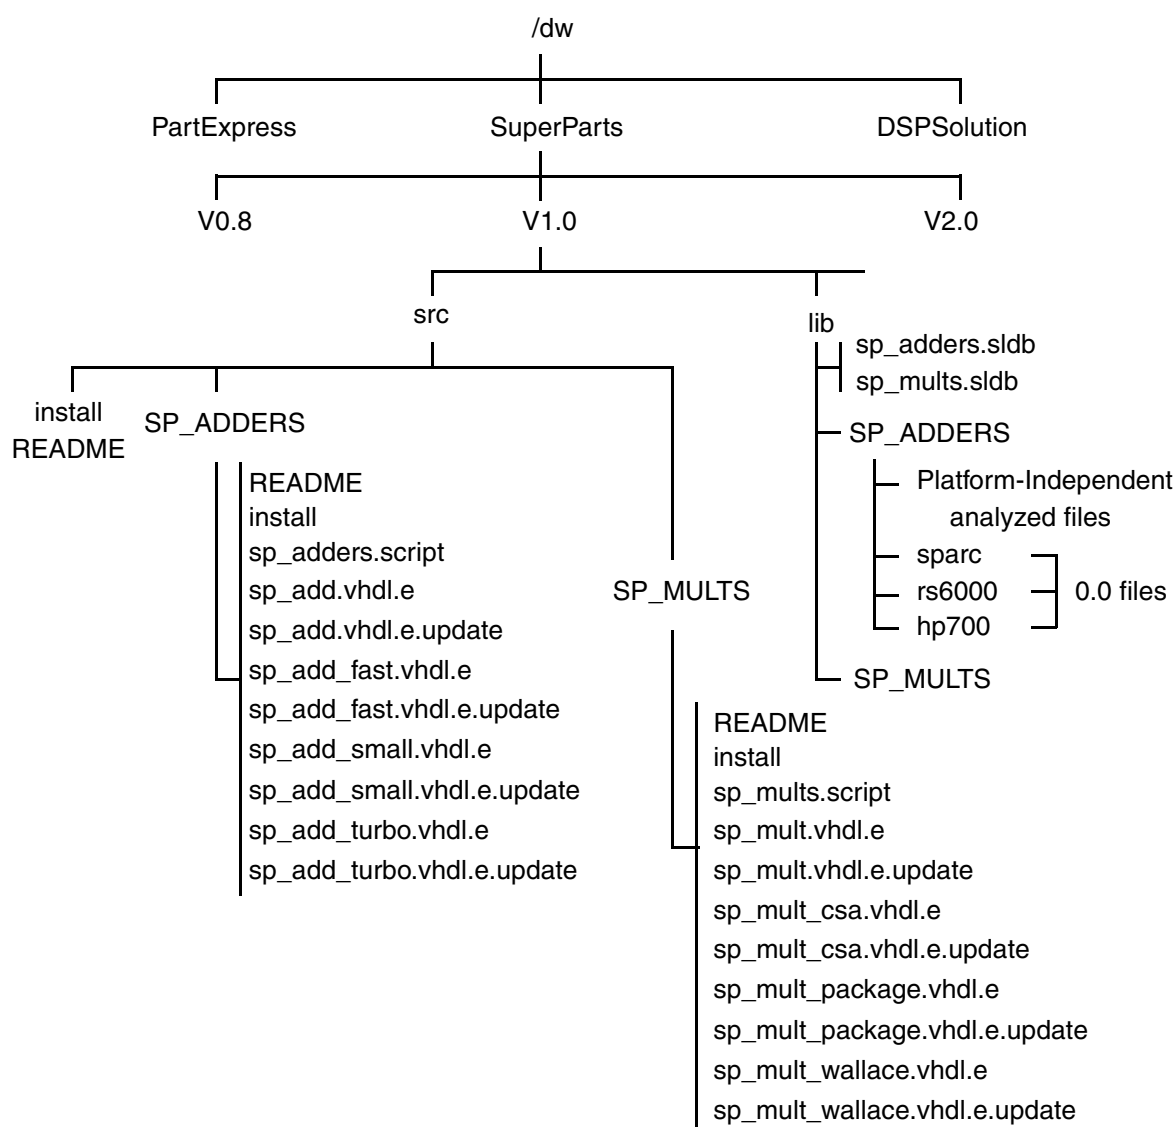 /dw
PartExpress
SuperParts
DSPSolution
V0.8
V1.0
V2.0
src
lib
sp_adders.sldb
sp_mults.sldb
install
README
SP_ADDERS
README
install
sp_adders.script
sp_add.vhdl.e
sp_add.vhdl.e.update
sp_add_fast.vhdl.e
sp_add_fast.vhdl.e.update
sp_add_small.vhdl.e
sp_add_small.vhdl.e.update
sp_add_turbo.vhdl.e
sp_add_turbo.vhdl.e.update
SP_MULTS
README
install
sp_mults.script
sp_mult.vhdl.e
sp_mult.vhdl.e.update
sp_mult_csa.vhdl.e
sp_mult_csa.vhdl.e.update
sp_mult_package.vhdl.e
sp_mult_package.vhdl.e.update
sp_mult_wallace.vhdl.e
sp_mult_wallace.vhdl.e.update
SP_ADDERS
Platform-Independent
analyzed files
sparc
rs6000
hp700
0.0 files
SP_MULTS